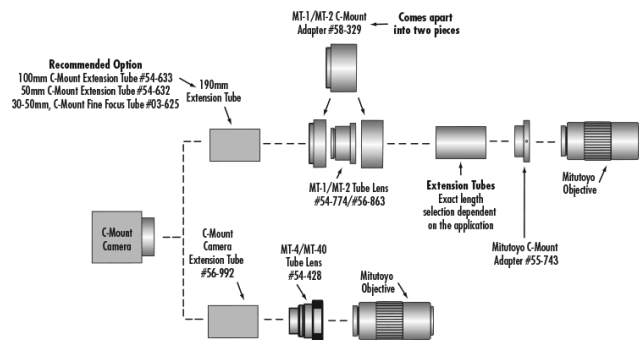 MT-1/MT-2 C-Mount
Adapter #58-329
Comes apart
into two pieces
Recommended Option
100mm C-Mount Extension Tube #54-633
50mm C-Mount Extension Tube #54-632
30-50mm, C-Mount Fine Focus Tube #03-625
190mm
Extension Tube
MT-1/MT-2 Tube Lens
#54-774/#56-863
Extension Tubes
Exact length
selection dependent
on the application
Mitutoyo
Objective
Mitutoyo C-Mount
Adapter #55-743
C-Mount
Camera
C-Mount
Camera
Extension Tube
#56-992
MT-4/MT-40
Tube Lens
#54-428
Mitutoyo
Objective